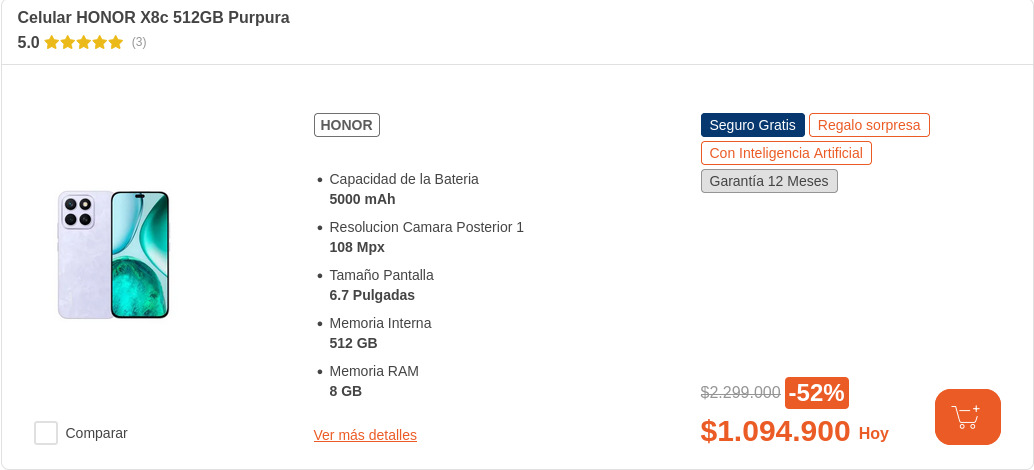 Celular HONOR X8c 512GB Purpura
5.0 (3)
HONOR
Capacidad de la Bateria
5000 mAh
Resolucion Camara Posterior 1
108 Mpx
Tamaño Pantalla
6.7 Pulgadas
Memoria Interna
512 GB
Memoria RAM
8 GB
Ver más detalles
Comparar
Seguro Gratis Regalo sorpresa
Con Inteligencia Artificial
Garantía 12 Meses
$2.299.000 -52%
$1.094.900 Hoy